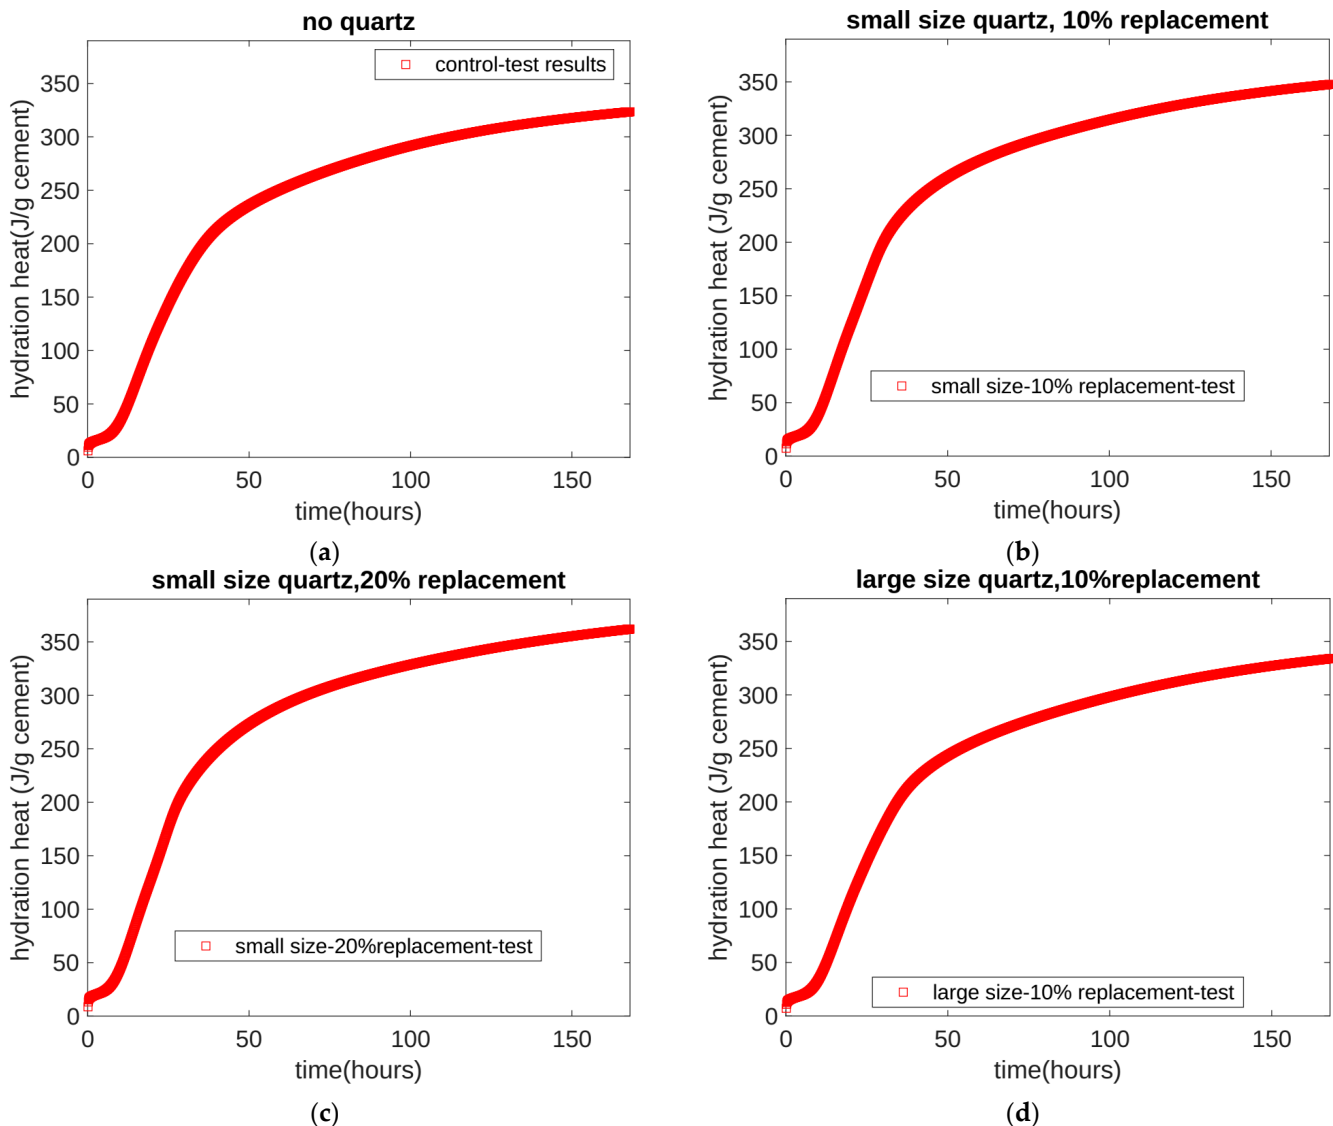 no quartz
control-test results
hydration heat(J/g cement)
350
300
250
200
150
100
50
0
0 50 100 150
time(hours)
(a)
small size quartz, 10% replacement
hydration heat (J/g cement)
350
300
250
200
150
100
50
0
small size-10% replacement-test
0 50 100 150
time(hours)
(b)
small size quartz,20% replacement
hydration heat (J/g cement)
350
300
250
200
150
100
50
0
small size-20%replacement-test
0 50 100 150
time(hours)
(c)
large size quartz,10%replacement
hydration heat (J/g cement)
350
300
250
200
150
100
50
0
large size-10% replacement-test
0 50 100 150
time(hours)
(d)